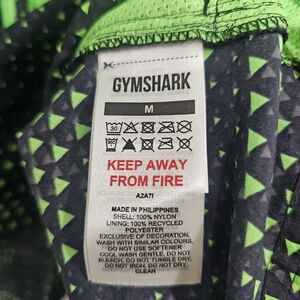 GYMSHARK
M
30
KEEP AWAY
FROM FIRE
A2A7I
MADE IN PHILIPPINES
SHELL: 100% NYLON
LINING: 100% RECYCLED
POLYESTER
EXCLUSIVE OF DECORATION.
WASH WITH SIMILAR COLOURS,
DO NOT USE SOFTENER.
COOL WASH GENTLE. DO NOT
BLEACH, DO NOT TUMBLE DRY,
DO NOT IRON, DO NOT DRY
CLEAN